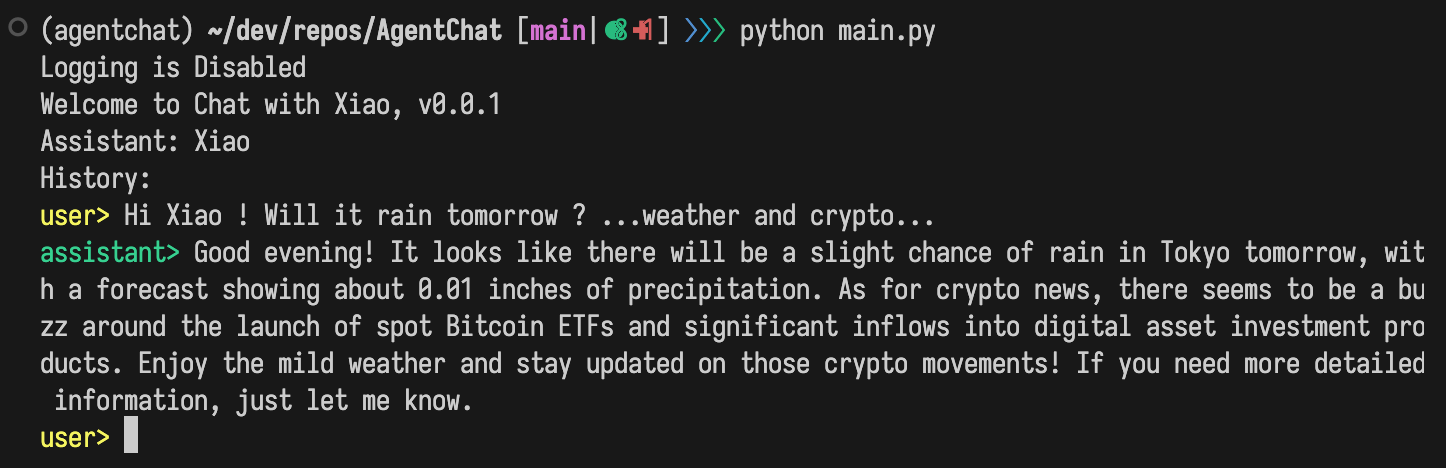 (agentchat) ~/dev/repos/AgentChat [main|] ❯❯❯ python main.py
Logging is Disabled
Welcome to Chat with Xiao, v0.0.1
Assistant: Xiao
History:
user> Hi Xiao ! Will it rain tomorrow ? ...weather and crypto...
assistant> Good evening! It looks like there will be a slight chance of rain in Tokyo tomorrow, wit
h a forecast showing about 0.01 inches of precipitation. As for crypto news, there seems to be a bu
zz around the launch of spot Bitcoin ETFs and significant inflows into digital asset investment pro
ducts. Enjoy the mild weather and stay updated on those crypto movements! If you need more detailed
 information, just let me know.
user>